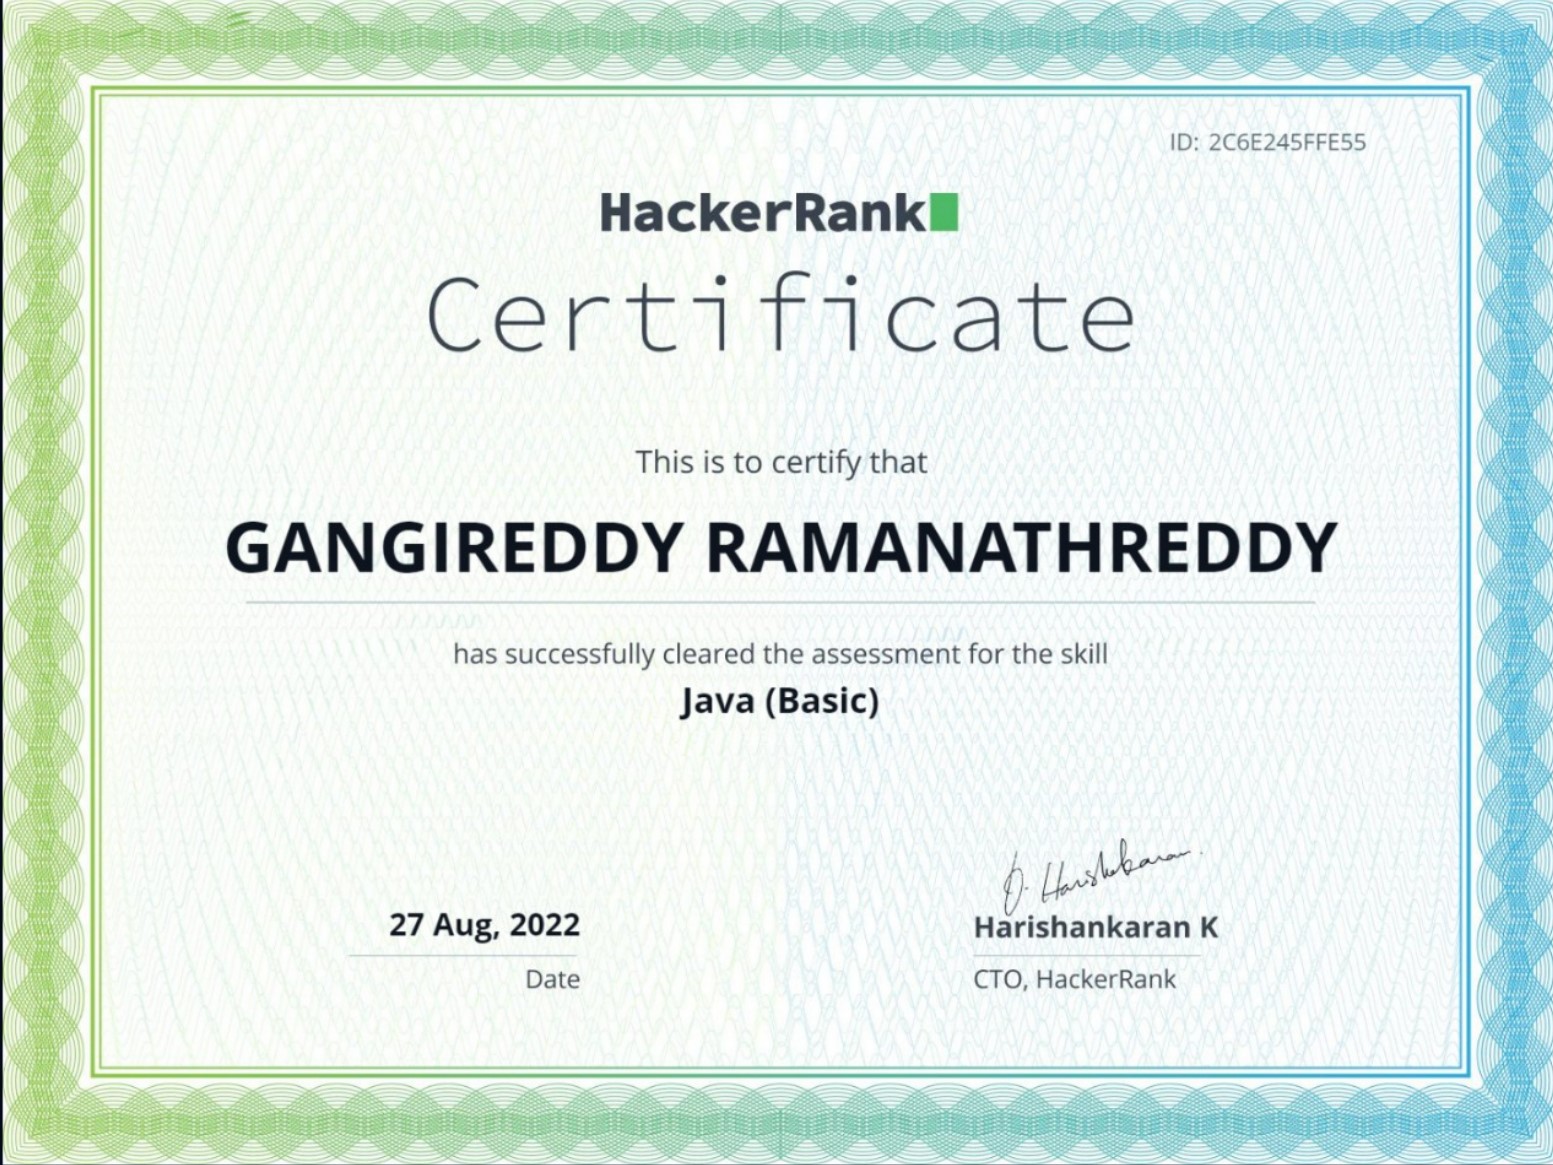 ID: 2C6E245FFE55
HackerRank
Certificate
This is to certify that
GANGIREDDY RAMANATHREDDY
has successfully cleared the assessment for the skill
Java (Basic)
27 Aug, 2022
Date
Harishankaran K
CTO, HackerRank